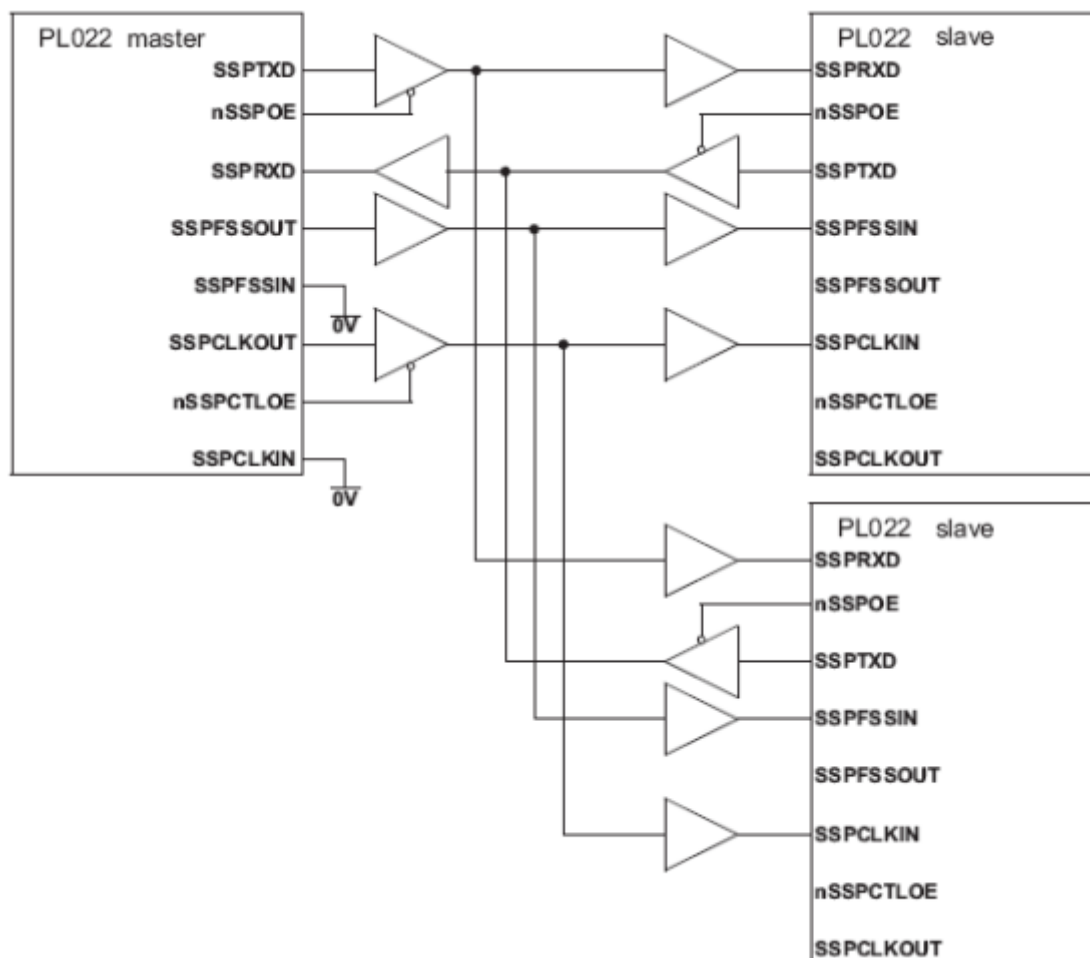 PL022 master
SSPTXD
nSSPOE
SSPRXD
SSPFSSOUT
SSPFSSIN
0V
SSPCLKOUT
nSSPCTLOE
SSPCLKIN
0V
PL022 slave
SSPRXD
nSSPOE
SSPTXD
SSPFSSIN
SSPFSSOUT
SSPCLKIN
nSSPCTLOE
SSPCLKOUT
PL022 slave
SSPRXD
nSSPOE
SSPTXD
SSPFSSIN
SSPFSSOUT
SSPCLKIN
nSSPCTLOE
SSPCLKOUT